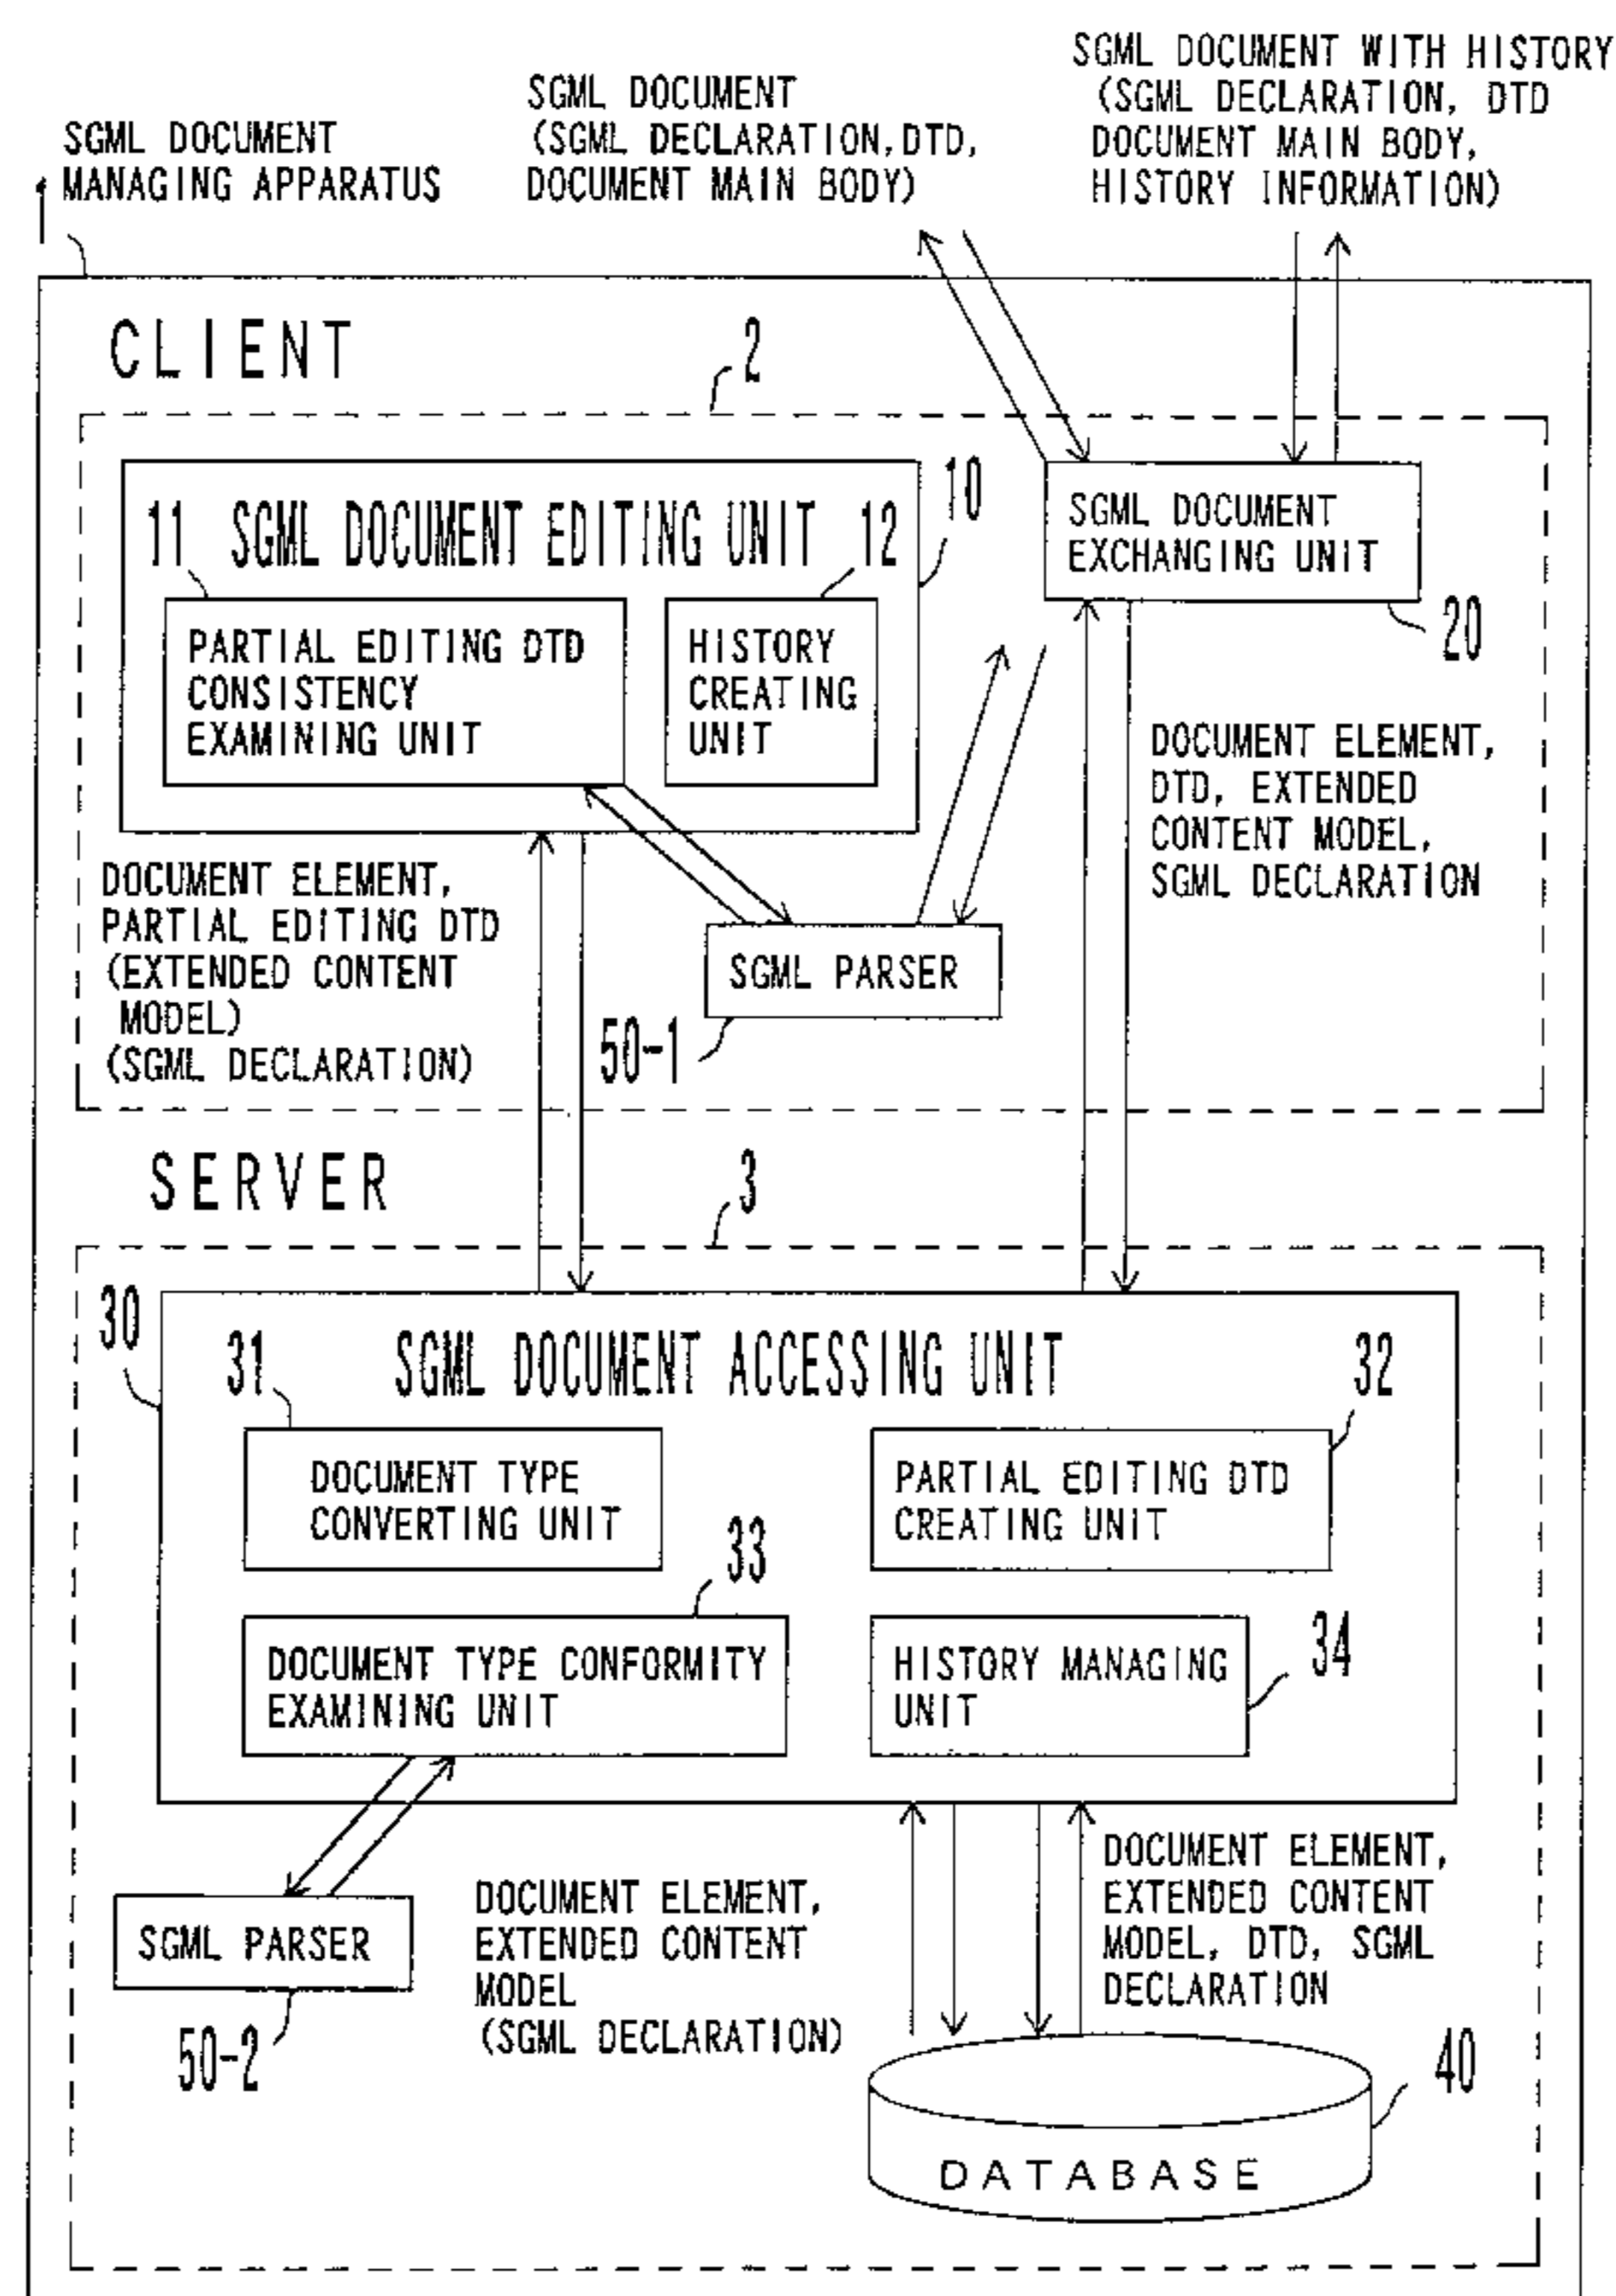 SGML DOCUMENT WITH HISTORY
(SGML DECLARATION, DTD
DOCUMENT MAIN BODY,
HISTORY INFORMATION)
SGML DOCUMENT
(SGML DECLARATION, DTD,
DOCUMENT MAIN BODY)
SGML DOCUMENT
MANAGING APPARATUS
1
CLIENT
2
10
11 SGML DOCUMENT EDITING UNIT 12
PARTIAL EDITING DTD
CONSISTENCY
EXAMINING UNIT
HISTORY
CREATING
UNIT
SGML DOCUMENT
EXCHANGING UNIT
20
DOCUMENT ELEMENT,
DTD, EXTENDED
CONTENT MODEL,
SGML DECLARATION
DOCUMENT ELEMENT,
PARTIAL EDITING DTD
(EXTENDED CONTENT
MODEL)
(SGML DECLARATION)
SGML PARSER
50-1
SERVER
3
30
31 SGML DOCUMENT ACCESSING UNIT 32
DOCUMENT TYPE
CONVERTING UNIT
PARTIAL EDITING DTD
CREATING UNIT
33
DOCUMENT TYPE CONFORMITY
EXAMINING UNIT
HISTORY MANAGING
UNIT
34
SGML PARSER
50-2
DOCUMENT ELEMENT,
EXTENDED CONTENT
MODEL
(SGML DECLARATION)
DOCUMENT ELEMENT,
EXTENDED CONTENT
MODEL, DTD, SGML
DECLARATION
40
DATABASE